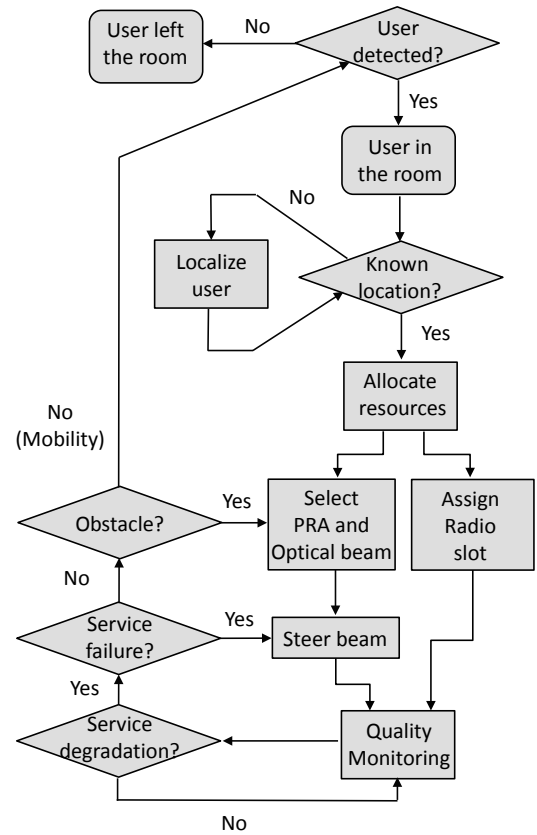 User left
the room
No
User
detected?
Yes
User in
the room
No
Localize
user
Known
location?
Yes
Allocate
resources
No
(Mobility)
Obstacle?
Yes
Select
PRA and
Optical beam
Assign
Radio
slot
No
Service
failure?
Yes
Steer beam
Yes
Service
degradation?
Quality
Monitoring
No